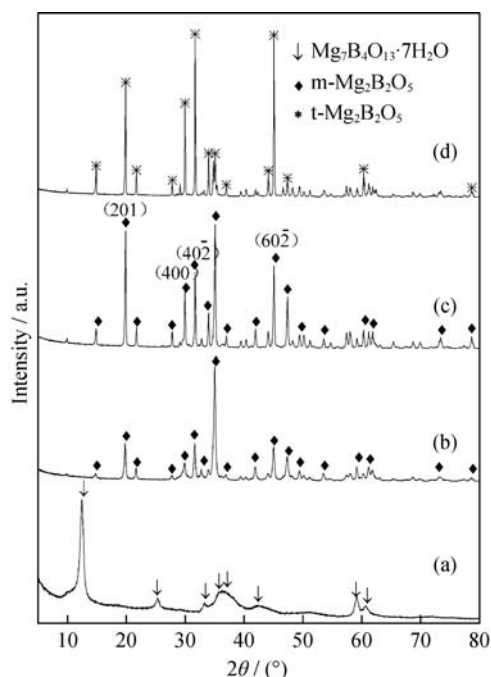 ↓ Mg₇B₄O₁₃·7H₂O
♦ m-Mg₂B₂O₅
* t-Mg₂B₂O₅
(d)
(201)
(400)
(402̄)
(602̄)
(c)
(b)
(a)
Intensity / a.u.
10 20 30 40 50 60 70 80
2θ / (°)